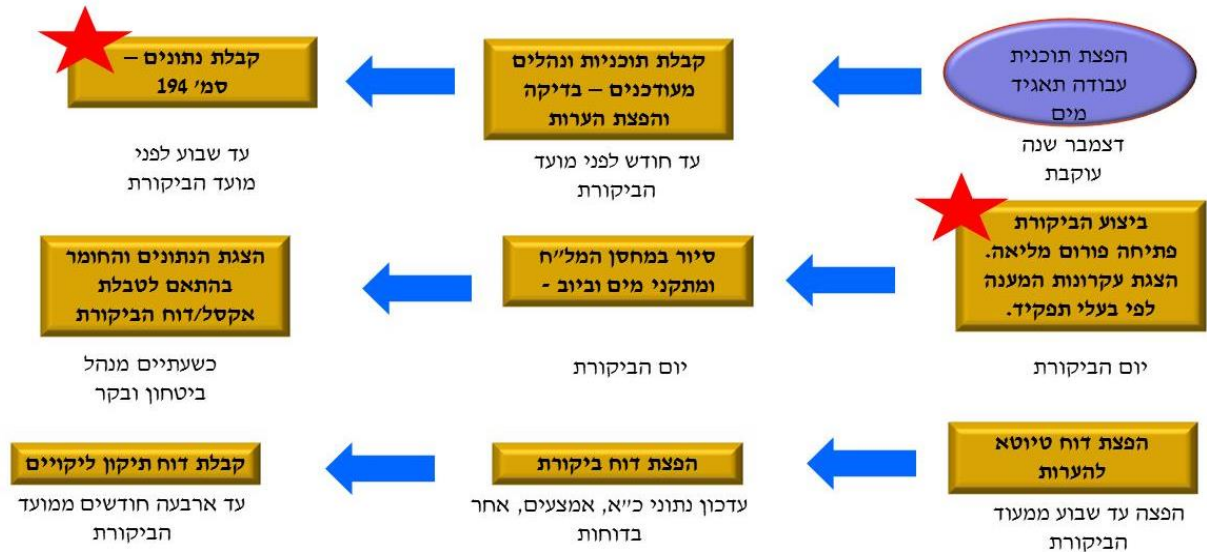 הפצת תוכנית
עבודה תאגיד
מים
דצמבר שנה
עוקבת
קבלת תוכניות ונהלים
מעודכנים – בדיקה
והפצת הערות
עד חודש לפני מועד
הביקורת
קבלת נתונים –
סמ' 194
עד שבוע לפני
מועד הביקורת
ביצוע הביקורת
פתיחה פורום מליאה.
הצגת עקרונות המענה
לפי בעלי תפקיד.
יום הביקורת
סיור במחסן המל"ח
ומתקני מים וביוב -
יום הביקורת
הצגת הנתונים והחומר
בהתאם לטבלת
אקסל/דוח הביקורת
כשעתיים מנהל
ביטחון ובקר
הפצת דוח טיוטא
להערות
הפצה עד שבוע ממעוד
הביקורת
הפצת דוח ביקורת
עדכון נתוני כ"א, אמצעים, אחר
בדוחות
קבלת דוח תיקון ליקויים
עד ארבעה חודשים ממועד
הביקורת